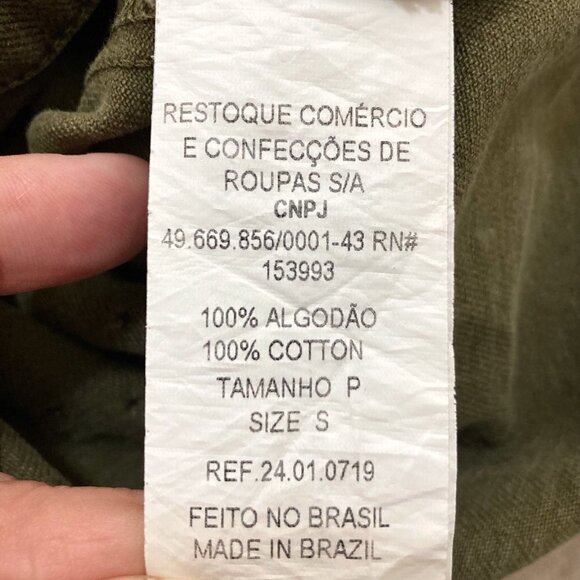 RESTOQUE COMÉRCIO
E CONFECÇÕES DE
ROUPAS S/A
CNPJ
49.669.856/0001-43 RN#
153993
100% ALGODÃO
100% COTTON
TAMANHO P
SIZE S
REF.24.01.0719
FEITO NO BRASIL
MADE IN BRAZIL